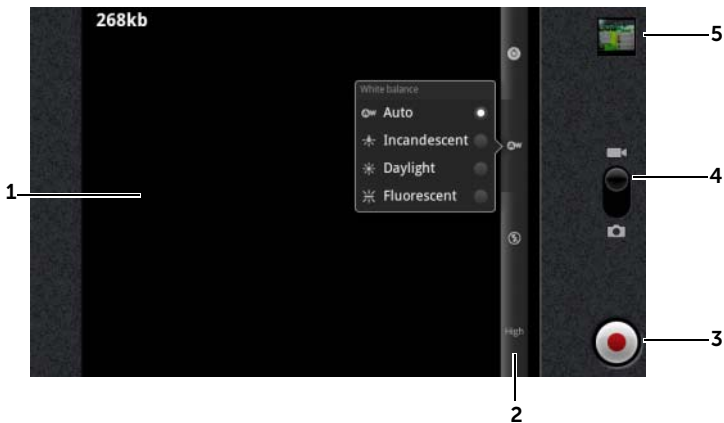 268kb
5
White balance
Auto
Incandescent
Daylight
Fluorescent
4
1
High
3
2